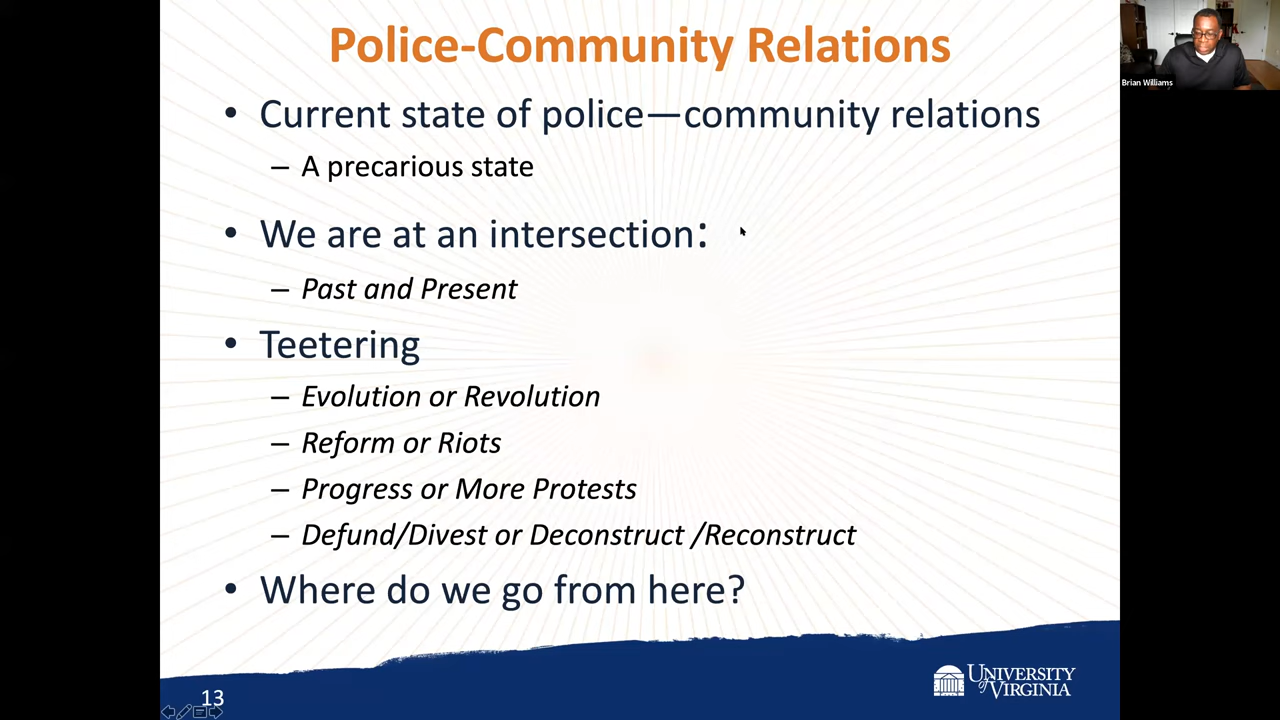 Police-Community Relations
Brian Williams
• Current state of police—community relations
– A precarious state
• We are at an intersection:
– Past and Present
• Teetering
– Evolution or Revolution
– Reform or Riots
– Progress or More Protests
– Defund/Divest or Deconstruct /Reconstruct
• Where do we go from here?
13
UNIVERSITY
of VIRGINIA